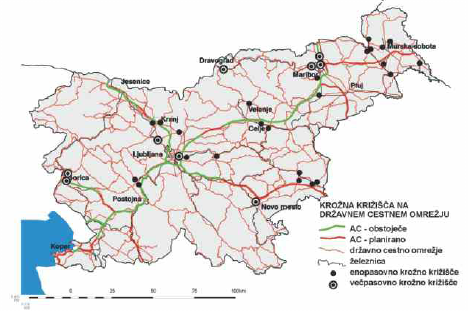 Murska sobota
Dravograd
Maribor
Jesenice
Ptuj
Velenje
Kranj
Celje
Ljubljana
Gorica
Postojna
Novo mesto
Koper
KROŽNA KRIŽIŠČA NA
DRŽAVNEM CESTNEM OMREŽJU
AC - obstoječe
AC - planirano
državno cestno omrežje
železnica
enopasovno krožno križišče
večpasovno krožno križišče
0 25 50 75 100km